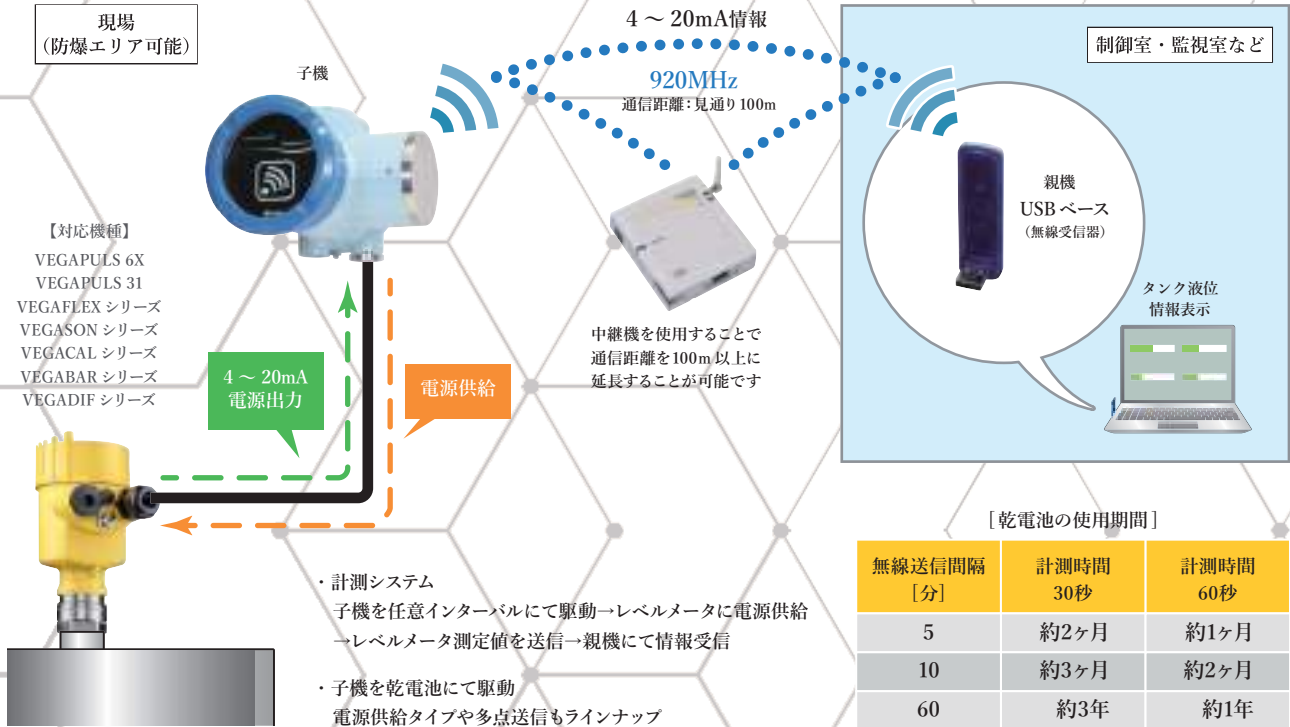 現場
（防爆エリア可能）
子機
4 ～ 20mA情報
920MHz
通信距離：見通り100m
制御室・監視室など
親機
USB ベース
（無線受信器）
タンク液位
情報表示
【対応機種】
VEGAPULS 6X
VEGAPULS 31
VEGAFLEX シリーズ
VEGASON シリーズ
VEGACAL シリーズ
VEGABAR シリーズ
VEGADIF シリーズ
4 ～ 20mA
電源出力
電源供給
中継機を使用することで
通信距離を100m 以上に
延長することが可能です
・計測システム
子機を任意インターバルにて駆動→レベルメータに電源供給
→レベルメータ測定値を送信→親機にて情報受信
・子機を乾電池にて駆動
電源供給タイプや多点送信もラインナップ
［乾電池の使用期間］
無線送信間隔［分］ 計測時間30秒 計測時間60秒
5 約2ヶ月 約1ヶ月
10 約3ヶ月 約2ヶ月
60 約3年 約1年